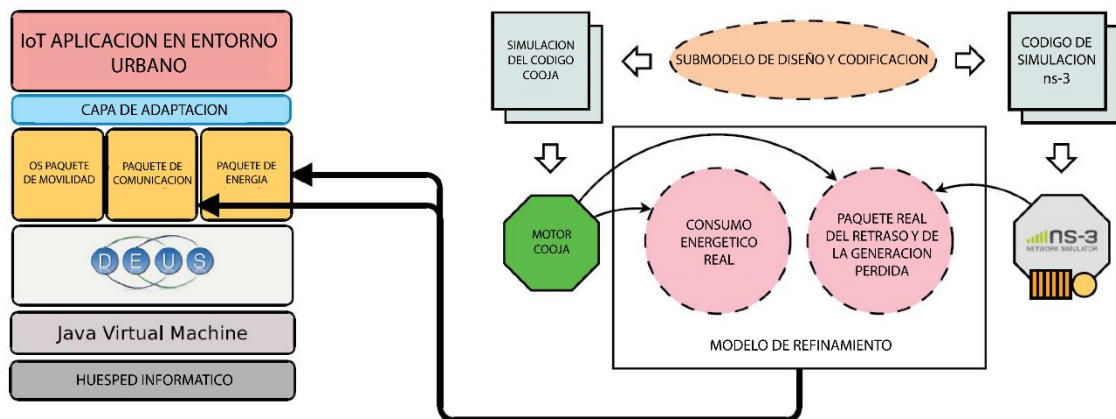 IoT APLICACION EN ENTORNO
URBANO
CAPA DE ADAPTACION
OS PAQUETE
DE MOVILIDAD
PAQUETE DE
COMUNICACION
PAQUETE DE
ENERGIA
DEUS
Java Virtual Machine
HUESPED INFORMATICO
SIMULACION
DEL CODIGO
COOJA
SUBMODELO DE DISEÑO Y CODIFICACION
CODIGO DE
SIMULACION
ns-3
MOTOR
COOJA
CONSUMO
ENERGETICO
REAL
PAQUETE REAL
DEL RETRASO Y DE
LA GENERACION
PERDIDA
ns-3
NETWORK SIMULATOR
MODELO DE REFINAMIENTO